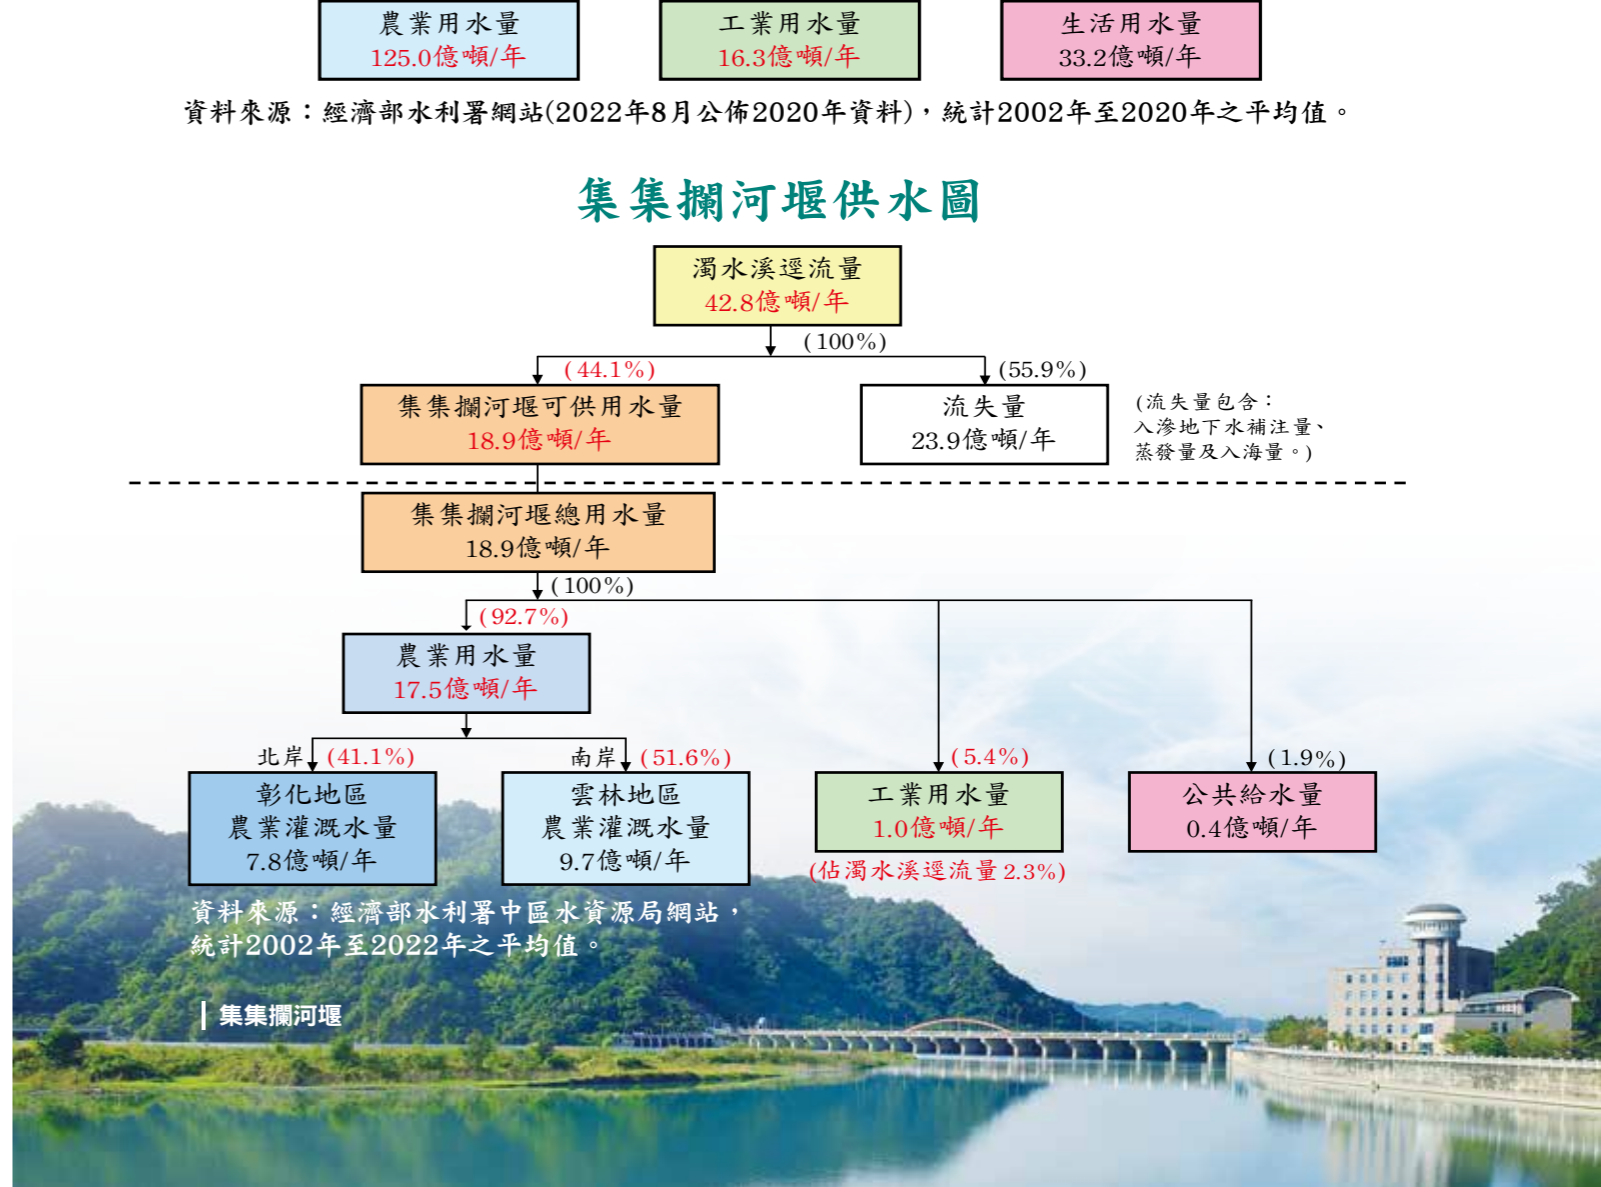 農業用水量
125.0億噸/年
工業用水量
16.3億噸/年
生活用水量
33.2億噸/年
資料來源：經濟部水利署網站(2022年8月公佈2020年資料)，統計2002年至2020年之平均值。
集集攔河堰供水圖
濁水溪逕流量
42.8億噸/年
(100%)
(44.1%)
(55.9%)
集集攔河堰可供用水量
18.9億噸/年
流失量
23.9億噸/年
(流失量包含：
入滲地下水補注量、
蒸發量及入海量。)
集集攔河堰總用水量
18.9億噸/年
(100%)
(92.7%)
農業用水量
17.5億噸/年
北岸 (41.1%)
南岸 (51.6%)
(5.4%)
(1.9%)
彰化地區
農業灌溉水量
7.8億噸/年
雲林地區
農業灌溉水量
9.7億噸/年
工業用水量
1.0億噸/年
(佔濁水溪逕流量2.3%)
公共給水量
0.4億噸/年
資料來源：經濟部水利署中區水資源局網站，
統計2002年至2022年之平均值。
集集攔河堰